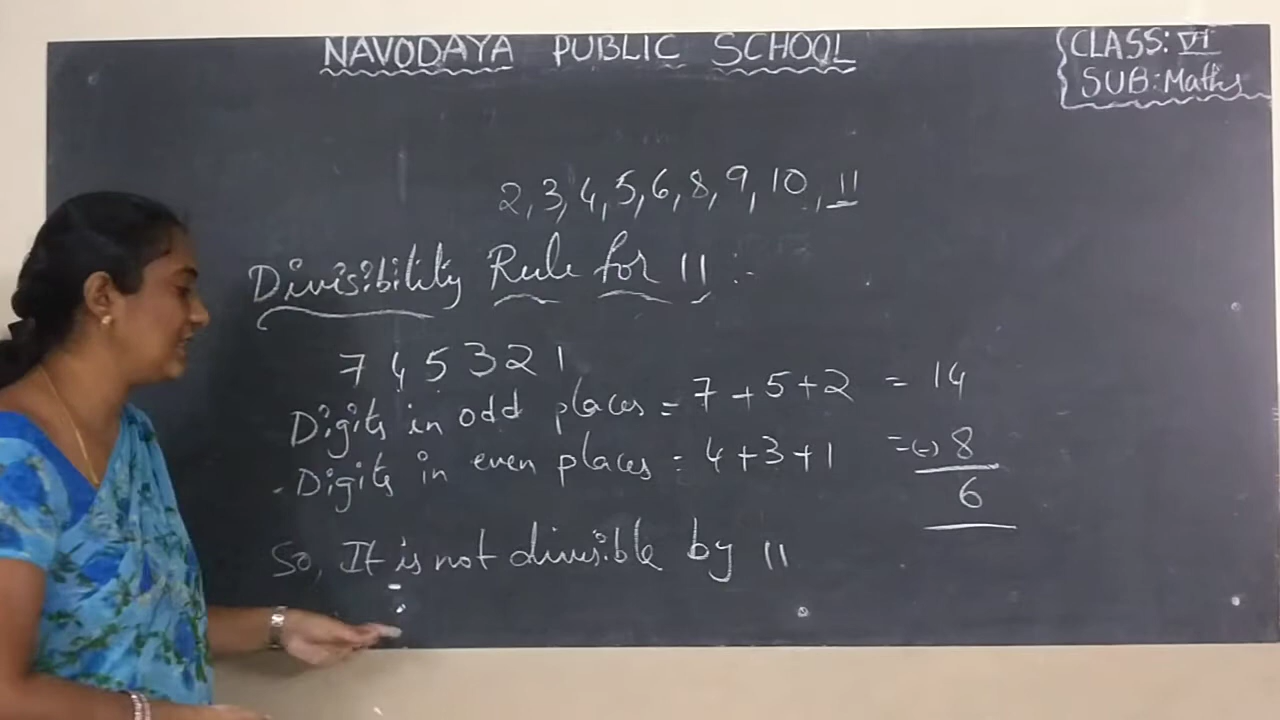 NAVODAYA PUBLIC SCHOOL
CLASS: VI
SUB: Maths
2, 3, 4, 5, 6, 8, 9, 10, 11
Divisibility Rule for 11 :-
7 4 5 3 2 1
Digits in odd places = 7 + 5 + 2 = 14
Digits in even places = 4 + 3 + 1 = (-) 8
6
So, It is not divisible by 11